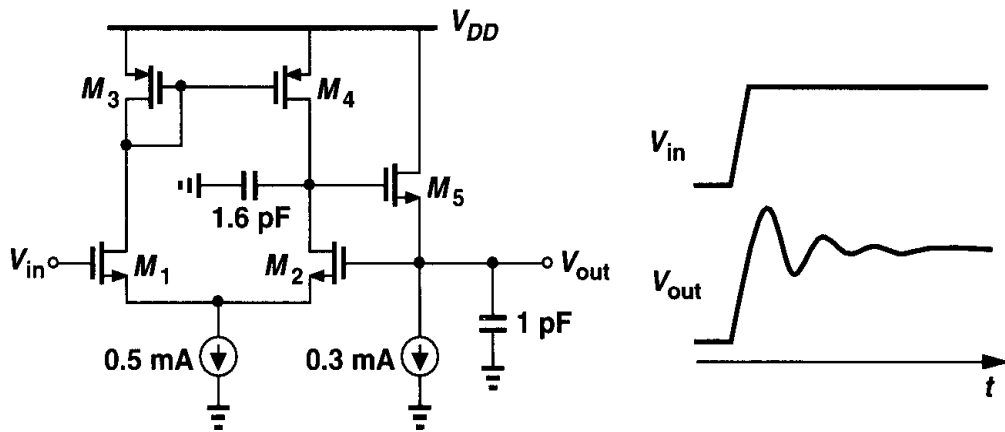 V_DD
M_3
M_4
V_in
M_5
1.6 pF
V_in
M_1
M_2
V_out
V_out
1 pF
0.5 mA
0.3 mA
t